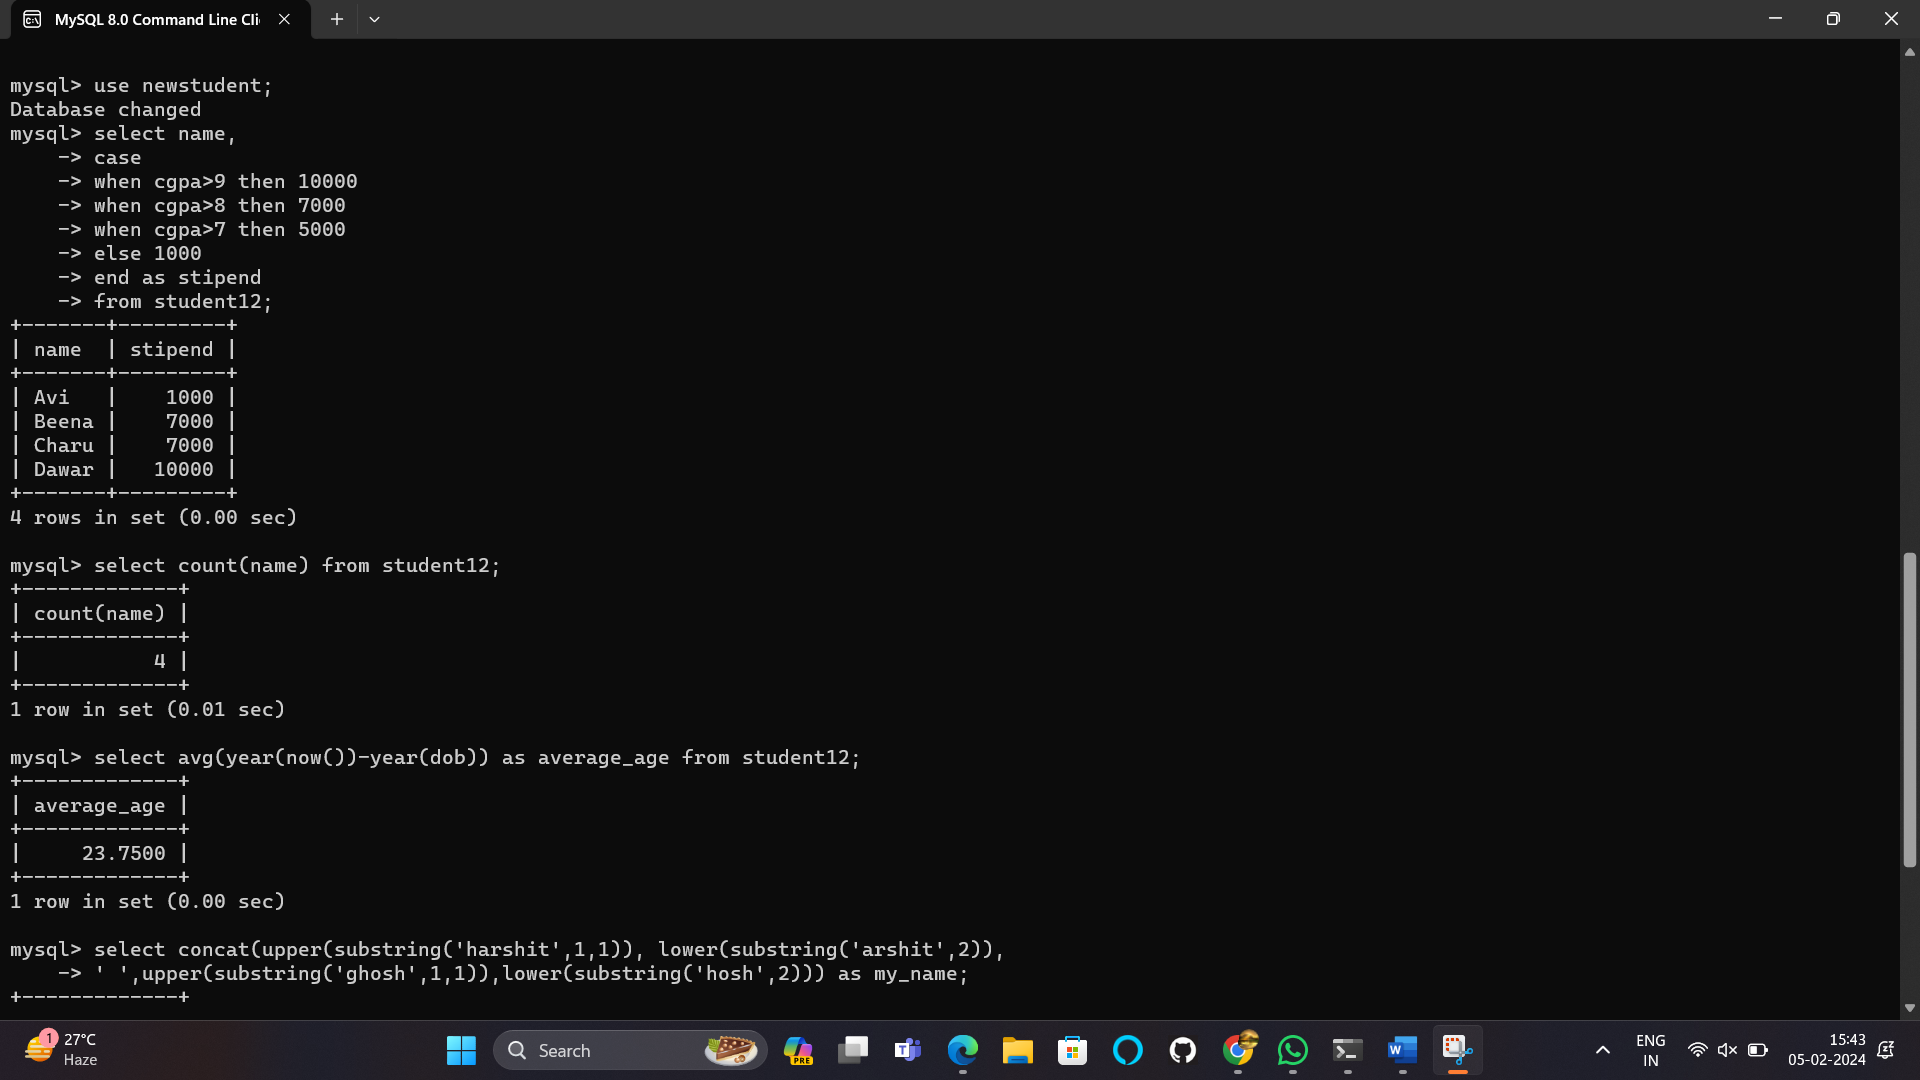 MySQL 8.0 Command Line Cli
mysql> use newstudent;
Database changed
mysql> select name,
    -> case
    -> when cgpa>9 then 10000
    -> when cgpa>8 then 7000
    -> when cgpa>7 then 5000
    -> else 1000
    -> end as stipend
    -> from student12;
+-------+---------+
| name  | stipend |
+-------+---------+
| Avi   |    1000 |
| Beena |    7000 |
| Charu |    7000 |
| Dawar |   10000 |
+-------+---------+
4 rows in set (0.00 sec)
mysql> select count(name) from student12;
+-------------+
| count(name) |
+-------------+
|           4 |
+-------------+
1 row in set (0.01 sec)
mysql> select avg(year(now())-year(dob)) as average_age from student12;
+-------------+
| average_age |
+-------------+
|     23.7500 |
+-------------+
1 row in set (0.00 sec)
mysql> select concat(upper(substring('harshit',1,1)), lower(substring('arshit',2)),
    -> ' ',upper(substring('ghosh',1,1)),lower(substring('hosh',2))) as my_name;
+-------------+
1
27°C
Haze
Search
PRE
T
W
ENG
IN
15:43
05-02-2024